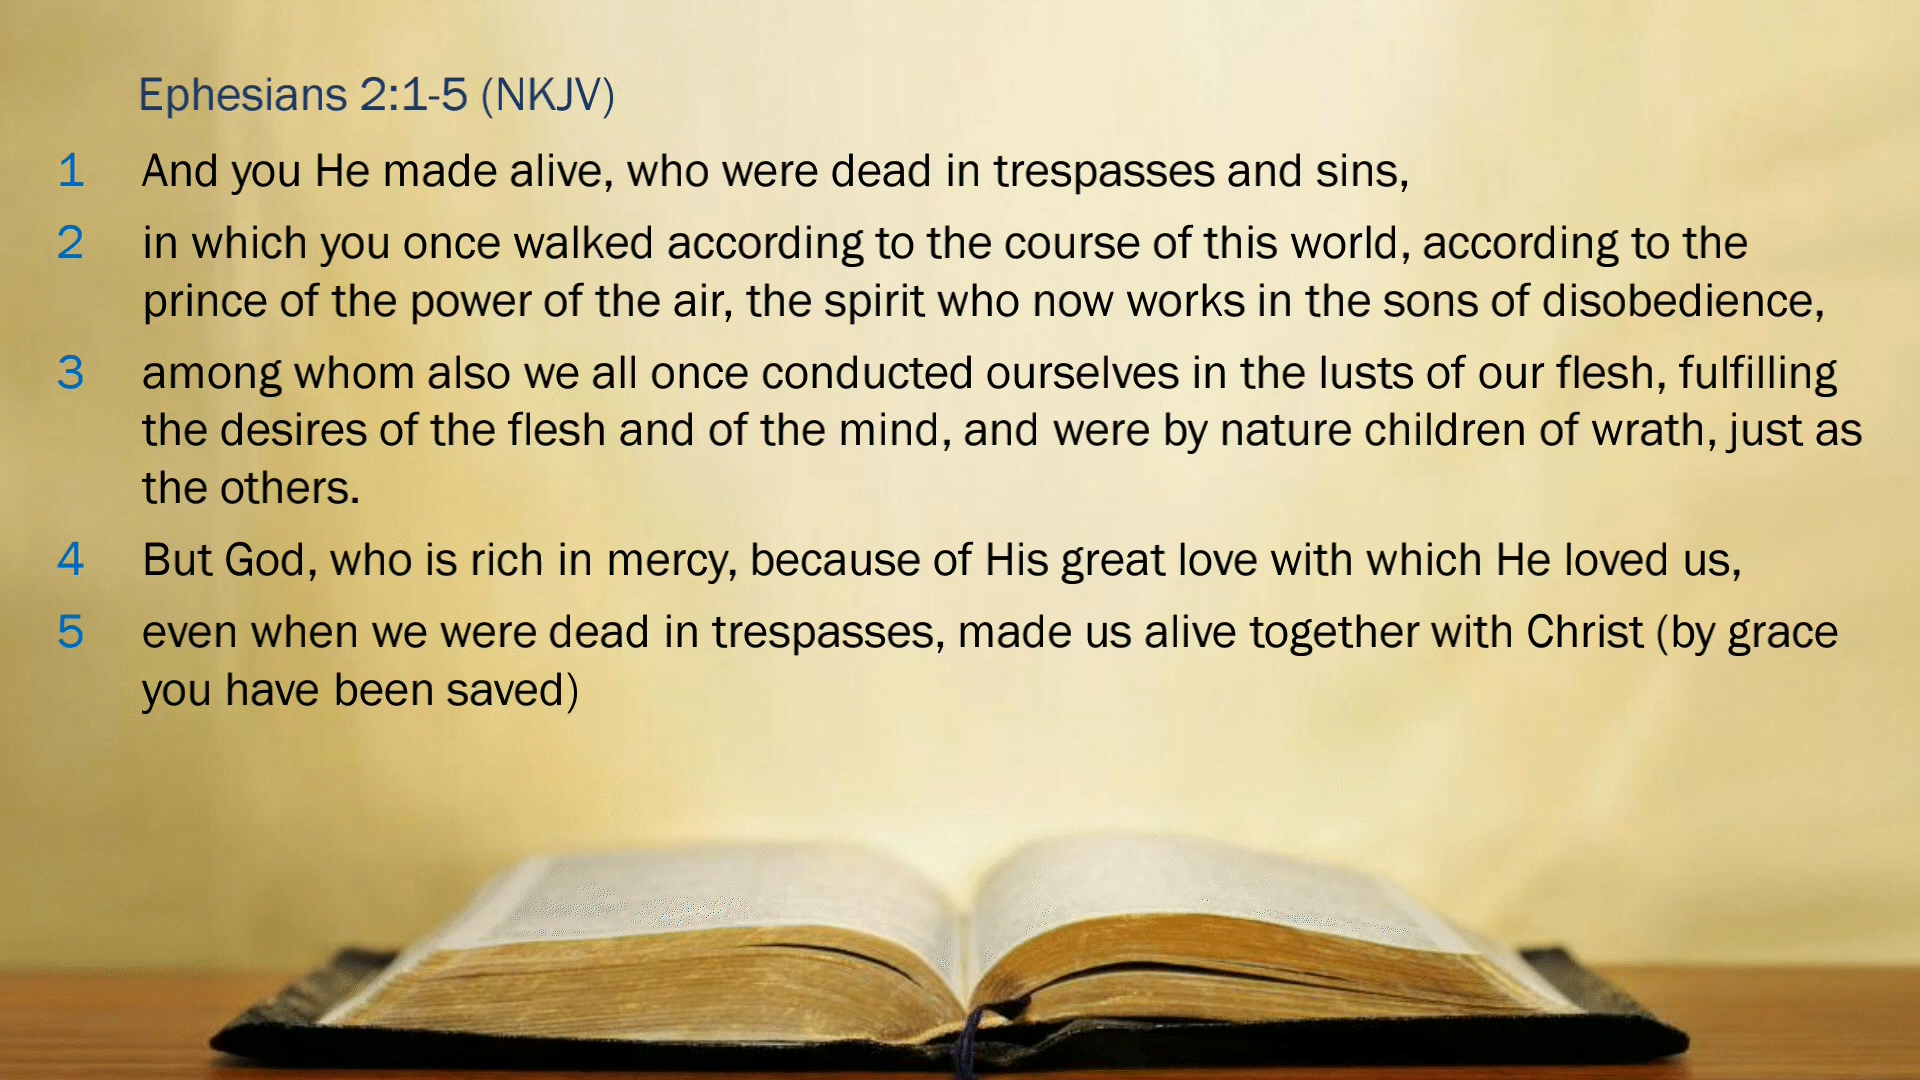 Ephesians 2:1-5 (NKJV)
1 And you He made alive, who were dead in trespasses and sins,
2 in which you once walked according to the course of this world, according to the
prince of the power of the air, the spirit who now works in the sons of disobedience,
3 among whom also we all once conducted ourselves in the lusts of our flesh, fulfilling
the desires of the flesh and of the mind, and were by nature children of wrath, just as
the others.
4 But God, who is rich in mercy, because of His great love with which He loved us,
5 even when we were dead in trespasses, made us alive together with Christ (by grace
you have been saved)